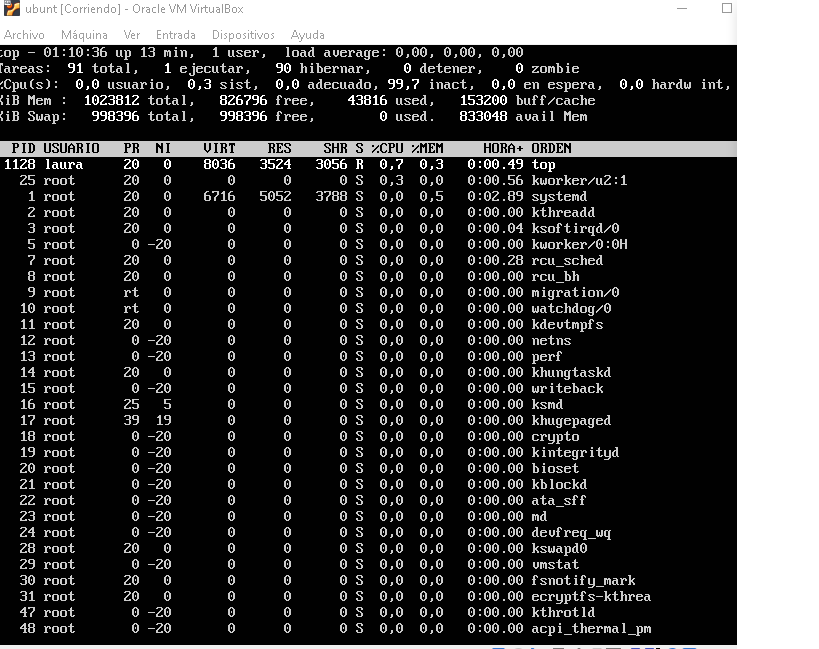 ubunt [Corriendo] - Oracle VM VirtualBox
Archivo Máquina Ver Entrada Dispositivos Ayuda
top - 01:10:36 up 13 min, 1 user, load average: 0,00, 0,00, 0,00
Tareas: 91 total, 1 ejecutar, 90 hibernar, 0 detener, 0 zombie
%Cpu(s): 0,0 usuario, 0,3 sist, 0,0 adecuado, 99,7 inact, 0,0 en espera, 0,0 hardw int,
KiB Mem : 1023812 total, 826796 free, 43816 used, 153200 buff/cache
KiB Swap: 998396 total, 998396 free, 0 used. 833048 avail Mem
PID USUARIO PR NI VIRT RES SHR S %CPU %MEM HORA+ ORDEN
1128 laura 20 0 8036 3524 3056 R 0,7 0,3 0:00.49 top
25 root 20 0 0 0 0 S 0,3 0,0 0:00.56 kworker/u2:1
1 root 20 0 6716 5052 3788 S 0,0 0,5 0:02.89 systemd
2 root 20 0 0 0 0 S 0,0 0,0 0:00.00 kthreadd
3 root 20 0 0 0 0 S 0,0 0,0 0:00.04 ksoftirqd/0
5 root 0 -20 0 0 0 S 0,0 0,0 0:00.00 kworker/0:0H
7 root 20 0 0 0 0 S 0,0 0,0 0:00.28 rcu_sched
8 root 20 0 0 0 0 S 0,0 0,0 0:00.00 rcu_bh
9 root rt 0 0 0 0 S 0,0 0,0 0:00.00 migration/0
10 root rt 0 0 0 0 S 0,0 0,0 0:00.00 watchdog/0
11 root 20 0 0 0 0 S 0,0 0,0 0:00.00 kdevtmpfs
12 root 0 -20 0 0 0 S 0,0 0,0 0:00.00 netns
13 root 0 -20 0 0 0 S 0,0 0,0 0:00.00 perf
14 root 20 0 0 0 0 S 0,0 0,0 0:00.00 khungtaskd
15 root 0 -20 0 0 0 S 0,0 0,0 0:00.00 writeback
16 root 25 5 0 0 0 S 0,0 0,0 0:00.00 ksmd
17 root 39 19 0 0 0 S 0,0 0,0 0:00.00 khugepaged
18 root 0 -20 0 0 0 S 0,0 0,0 0:00.00 crypto
19 root 0 -20 0 0 0 S 0,0 0,0 0:00.00 kintegrityd
20 root 0 -20 0 0 0 S 0,0 0,0 0:00.00 bioset
21 root 0 -20 0 0 0 S 0,0 0,0 0:00.00 kblockd
22 root 0 -20 0 0 0 S 0,0 0,0 0:00.00 ata_sff
23 root 0 -20 0 0 0 S 0,0 0,0 0:00.00 md
24 root 0 -20 0 0 0 S 0,0 0,0 0:00.00 devfreq_wq
28 root 20 0 0 0 0 S 0,0 0,0 0:00.00 kswapd0
29 root 0 -20 0 0 0 S 0,0 0,0 0:00.00 vmstat
30 root 20 0 0 0 0 S 0,0 0,0 0:00.00 fsnotify_mark
31 root 20 0 0 0 0 S 0,0 0,0 0:00.00 ecryptfs-kthrea
47 root 0 -20 0 0 0 S 0,0 0,0 0:00.00 kthrotld
48 root 0 -20 0 0 0 S 0,0 0,0 0:00.00 acpi_thermal_pm